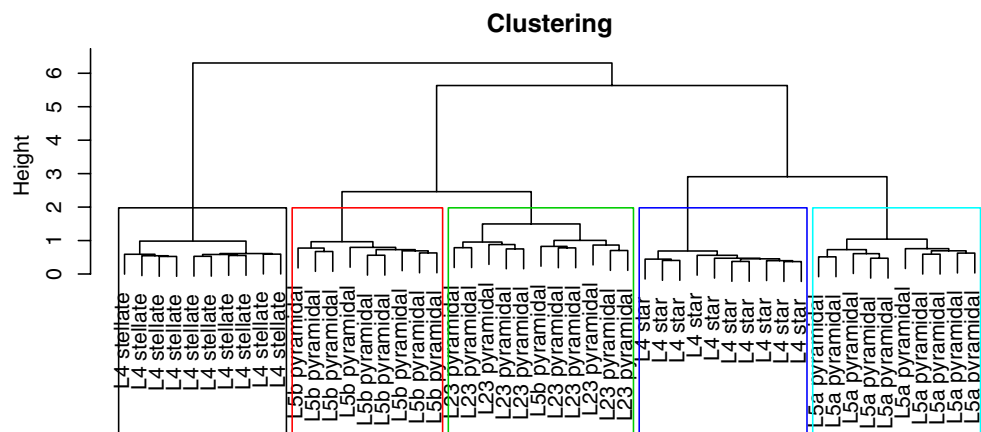 Clustering
Height
6
5
4
3
2
1
0
L4 stellate
L4 stellate
L4 stellate
L4 stellate
L4 stellate
L4 stellate
L4 stellate
L4 stellate
L4 stellate
L4 stellate
L5b pyramidal
L5b pyramidal
L5b pyramidal
L5b pyramidal
L5b pyramidal
L5b pyramidal
L5b pyramidal
L5b pyramidal
L5b pyramidal
L23 pyramidal
L23 pyramidal
L23 pyramidal
L23 pyramidal
L23 pyramidal
L5b pyramidal
L23 pyramidal
L23 pyramidal
L23 pyramidal
L23 pyramidal
L23 pyramidal
L4 star
L4 star
L4 star
L4 star
L4 star
L4 star
L4 star
L4 star
L4 star
L4 star
L5a pyramidal
L5a pyramidal
L5a pyramidal
L5a pyramidal
L5a pyramidal
L5a pyramidal
L5a pyramidal
L5a pyramidal
L5a pyramidal
L5a pyramidal